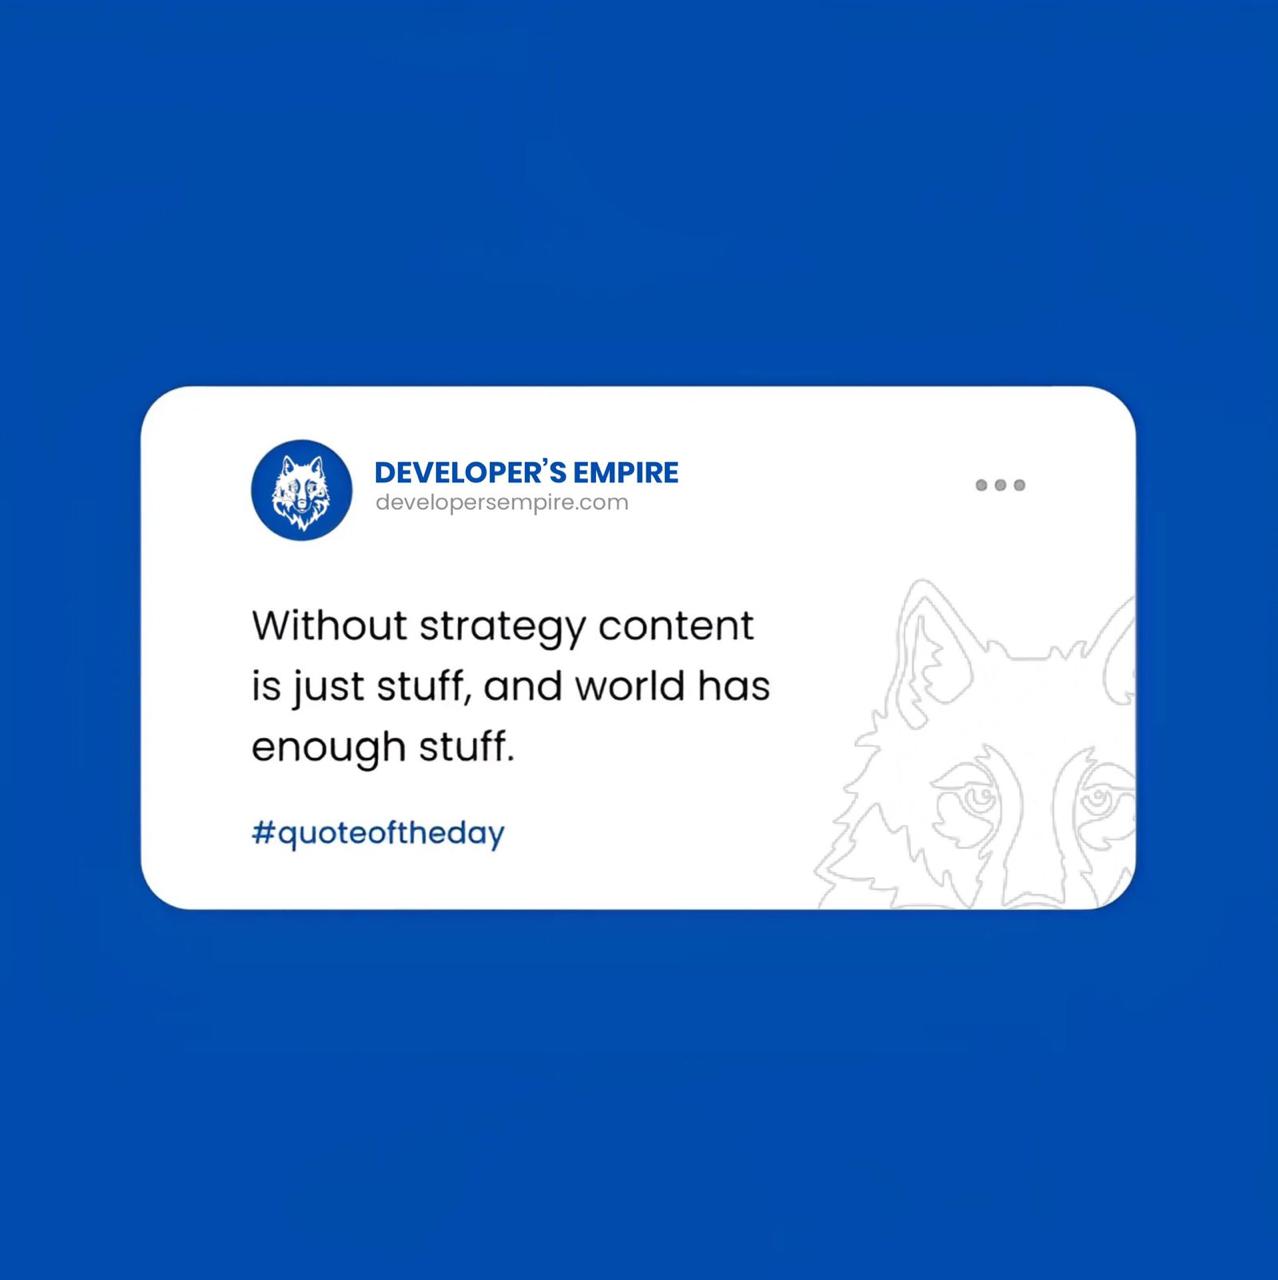 DEVELOPER’S EMPIRE
developersempire.com
Without strategy content
is just stuff, and world has
enough stuff.
#quoteoftheday